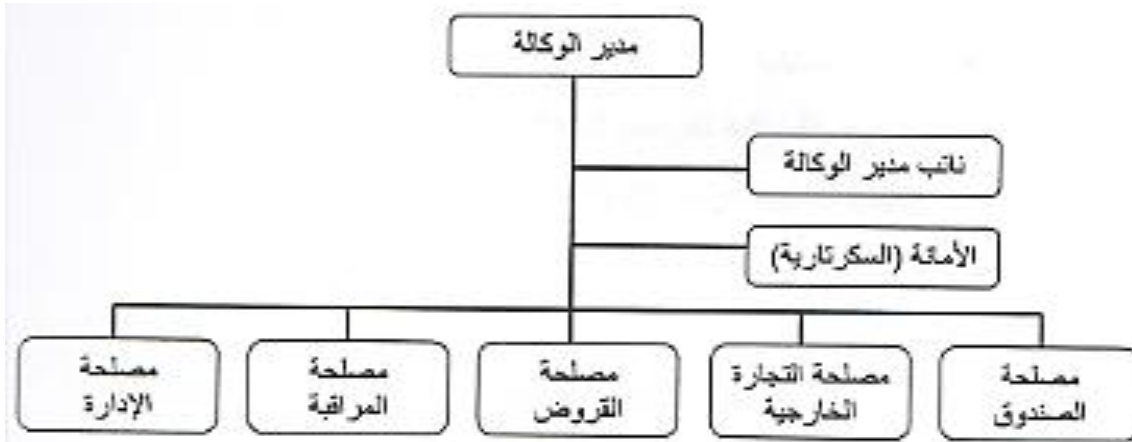 مدير الوكالة
نائب مدير الوكالة
الأمانة (السكرتارية)
مصلحة
الصندوق
مصلحة التجارة
الخارجية
مصلحة
القروض
مصلحة
المراقبة
مصلحة
الإدارة